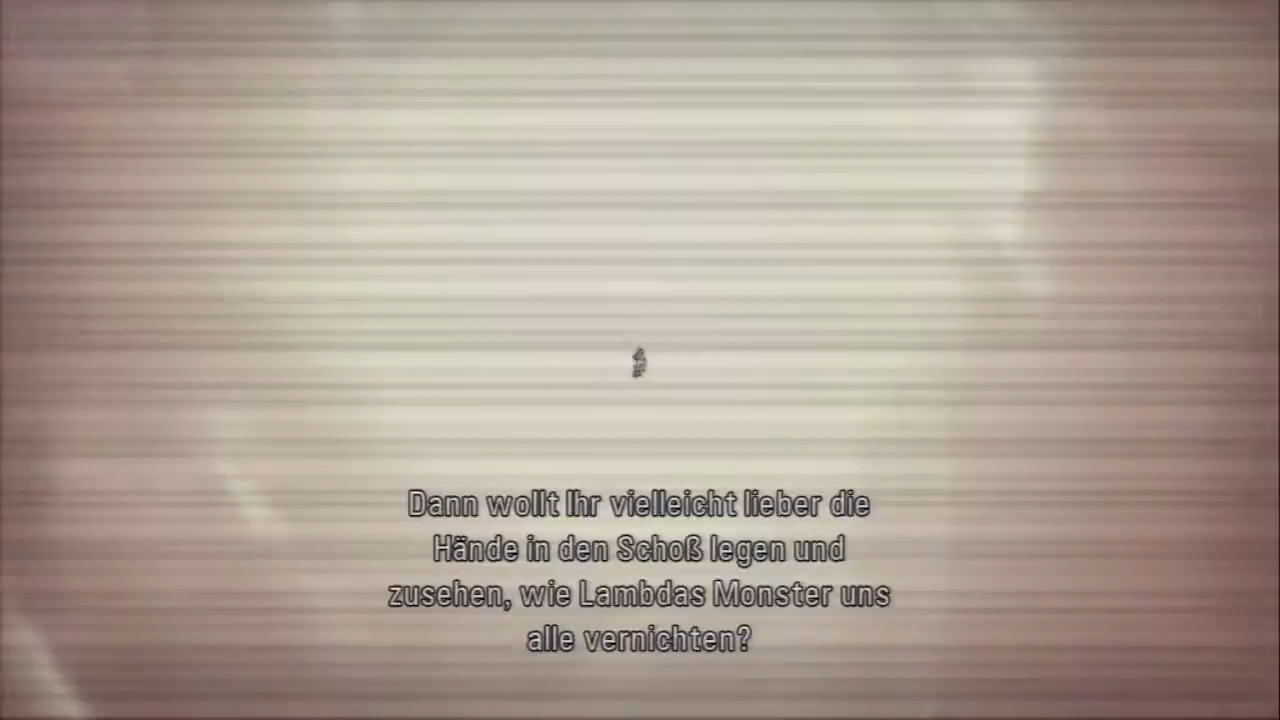 Dann wollt Ihr vielleicht lieber die
Hände in den Schoß legen und
zusehen, wie Lambdas Monster uns
alle vernichten?